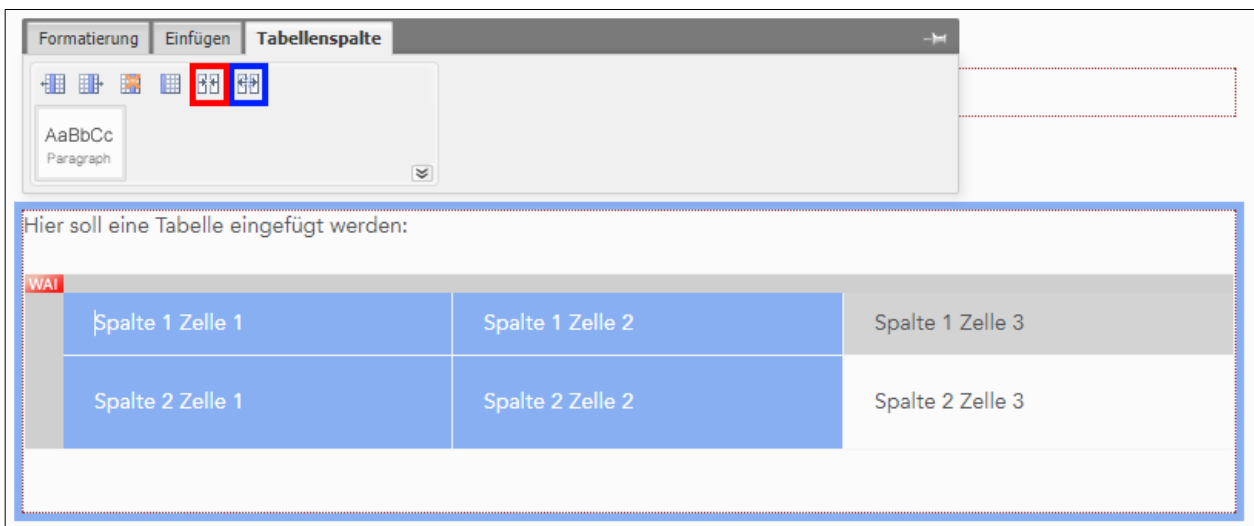 Formatierung Einfügen Tabellenspalte
AaBbCc
Paragraph
Hier soll eine Tabelle eingefügt werden:
WAI
Spalte 1 Zelle 1 Spalte 1 Zelle 2 Spalte 1 Zelle 3
Spalte 2 Zelle 1 Spalte 2 Zelle 2 Spalte 2 Zelle 3